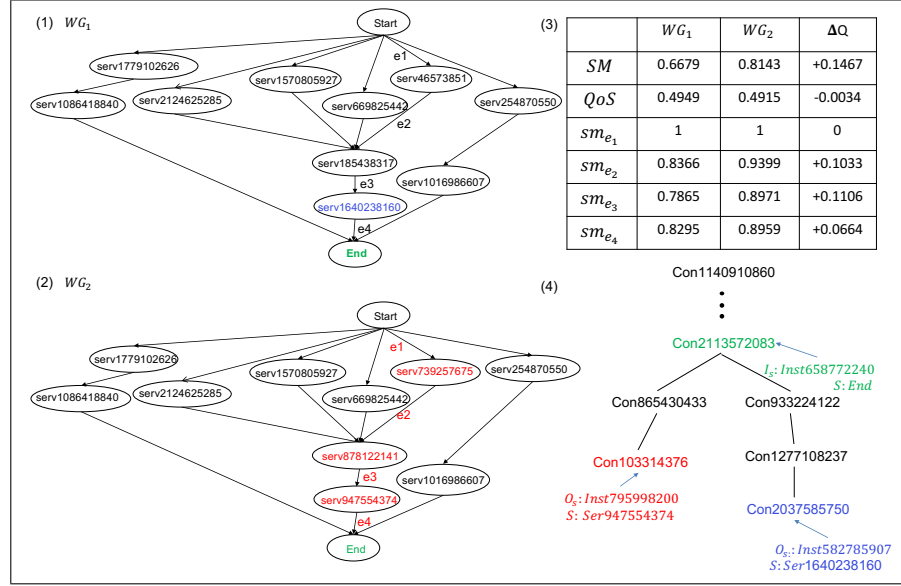 (1) WG₁
Start
e1
serv1779102626
serv1570805927
serv46573851
serv1086418840
serv2124625285
serv669825442
serv254870550
e2
serv185438317
e3
serv1016986607
serv1640238160
e4
End
(2) WG₂
Start
e1
serv1779102626
serv1570805927
serv739257675
serv254870550
serv1086418840
serv2124625285
serv669825442
e2
serv878122141
e3
serv1016986607
serv947554374
e4
End
(3)
WG₁ WG₂ ΔQ
SM 0.6679 0.8143 +0.1467
QoS 0.4949 0.4915 -0.0034
smₑ₁ 1 1 0
smₑ₂ 0.8366 0.9399 +0.1033
smₑ₃ 0.7865 0.8971 +0.1106
smₑ₄ 0.8295 0.8959 +0.0664
(4)
Con1140910860
Con2113572083
Iₛ: Inst658772240
S: End
Con865430433
Con933224122
Con103314376
Con1277108237
Oₛ: Inst795998200
S: Ser947554374
Con2037585750
Oₛ: Inst582785907
S: Ser1640238160